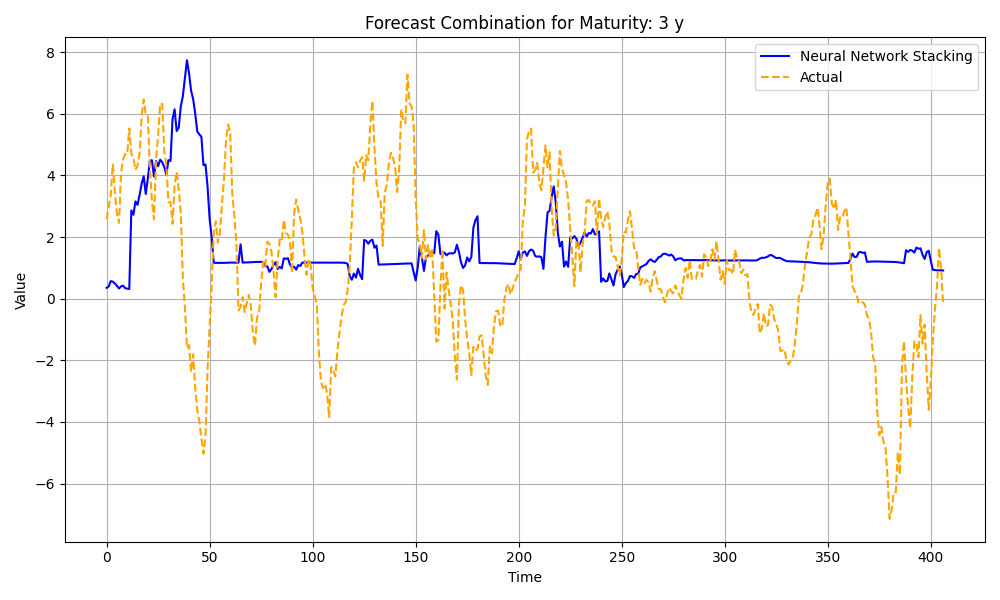 Forecast Combination for Maturity: 3 y
Neural Network Stacking
Actual
Value
8
6
4
2
0
−2
−4
−6
0 50 100 150 200 250 300 350 400
Time